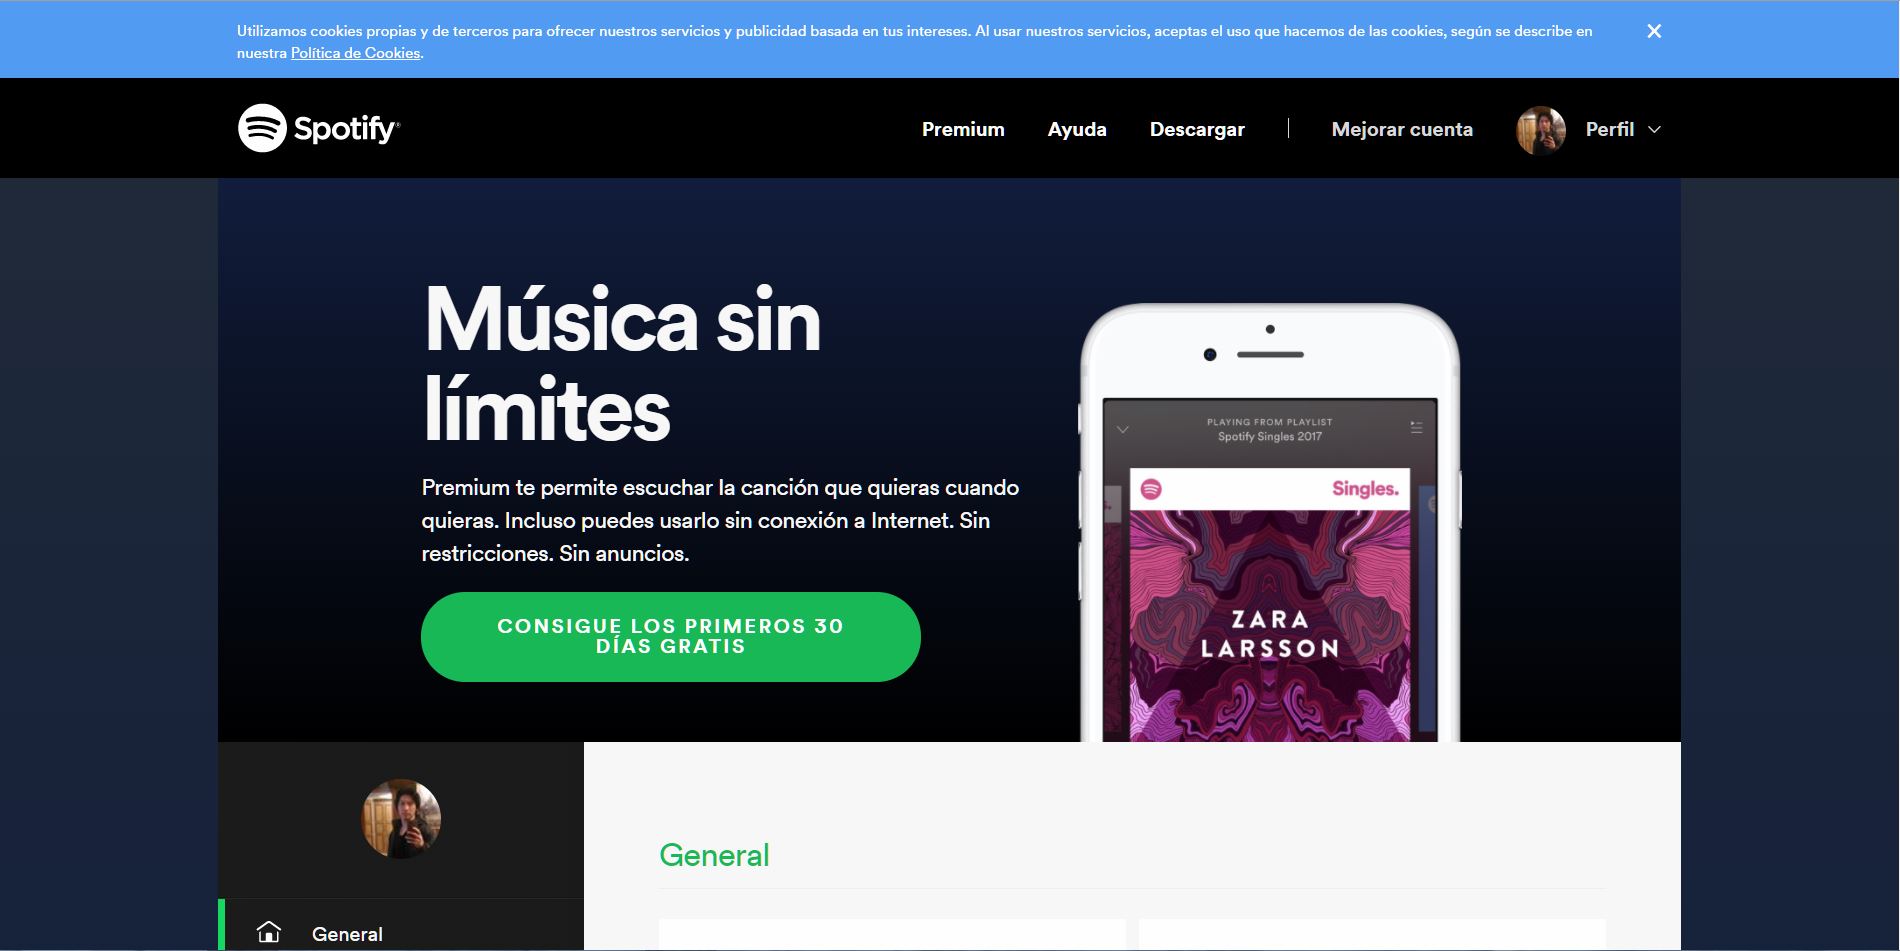 Utilizamos cookies propias y de terceros para ofrecer nuestros servicios y publicidad basada en tus intereses. Al usar nuestros servicios, aceptas el uso que hacemos de las cookies, según se describe en
nuestra Política de Cookies.
Spotify®
Premium
Ayuda
Descargar
Mejorar cuenta
Perfil
Música sin
límites
Premium te permite escuchar la canción que quieras cuando
quieras. Incluso puedes usarlo sin conexión a Internet. Sin
restricciones. Sin anuncios.
CONSIGUE LOS PRIMEROS 30
DÍAS GRATIS
PLAYING FROM PLAYLIST
Spotify Singles 2017
Singles.
ZARA
LARSSON
General
General